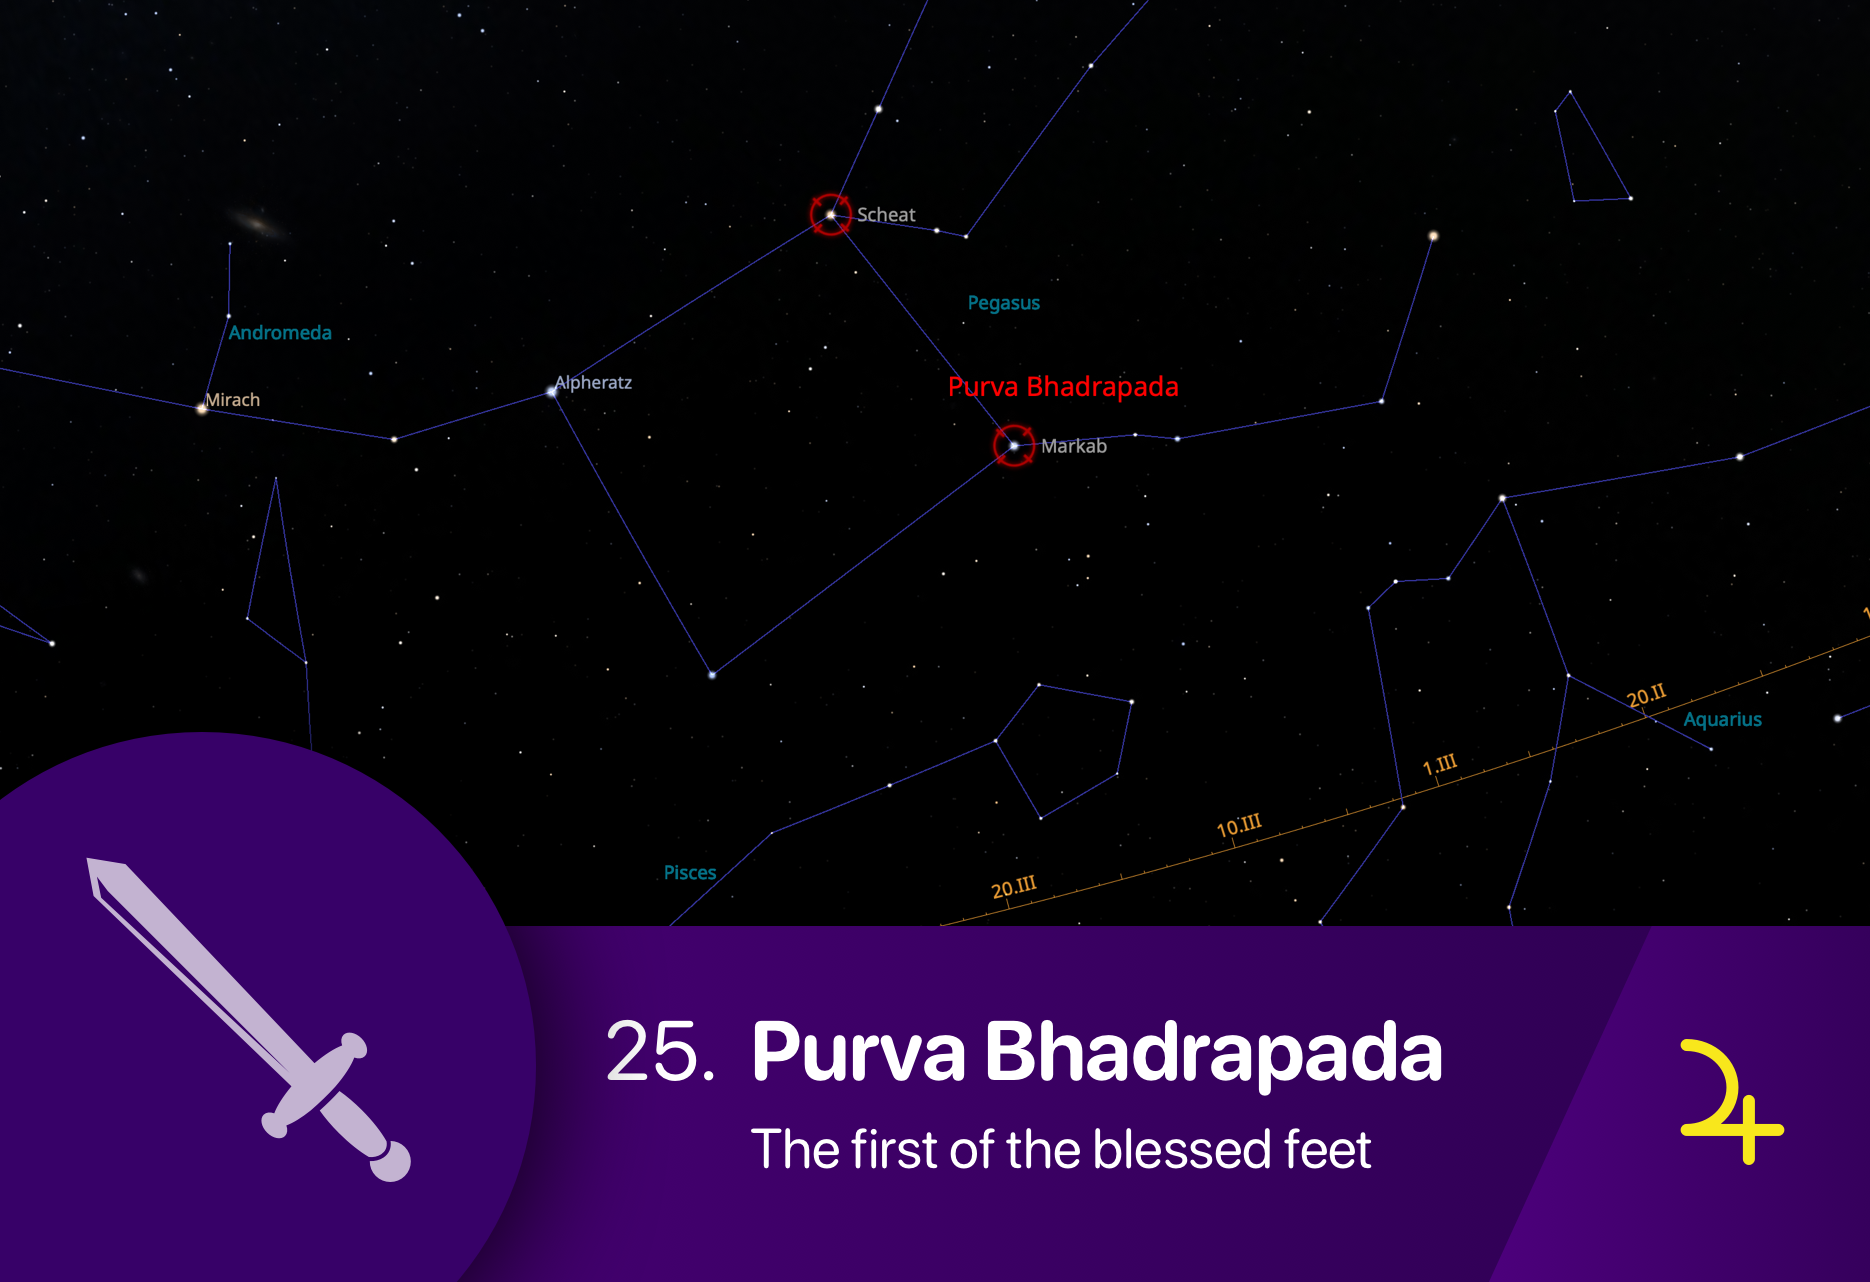 Scheat
Pegasus
Andromeda
Alpheratz
Purva Bhadrapada
Mirach
Markab
20.II
Aquarius
1.III
10.III
Pisces
20.III
25. Purva Bhadrapada
The first of the blessed feet